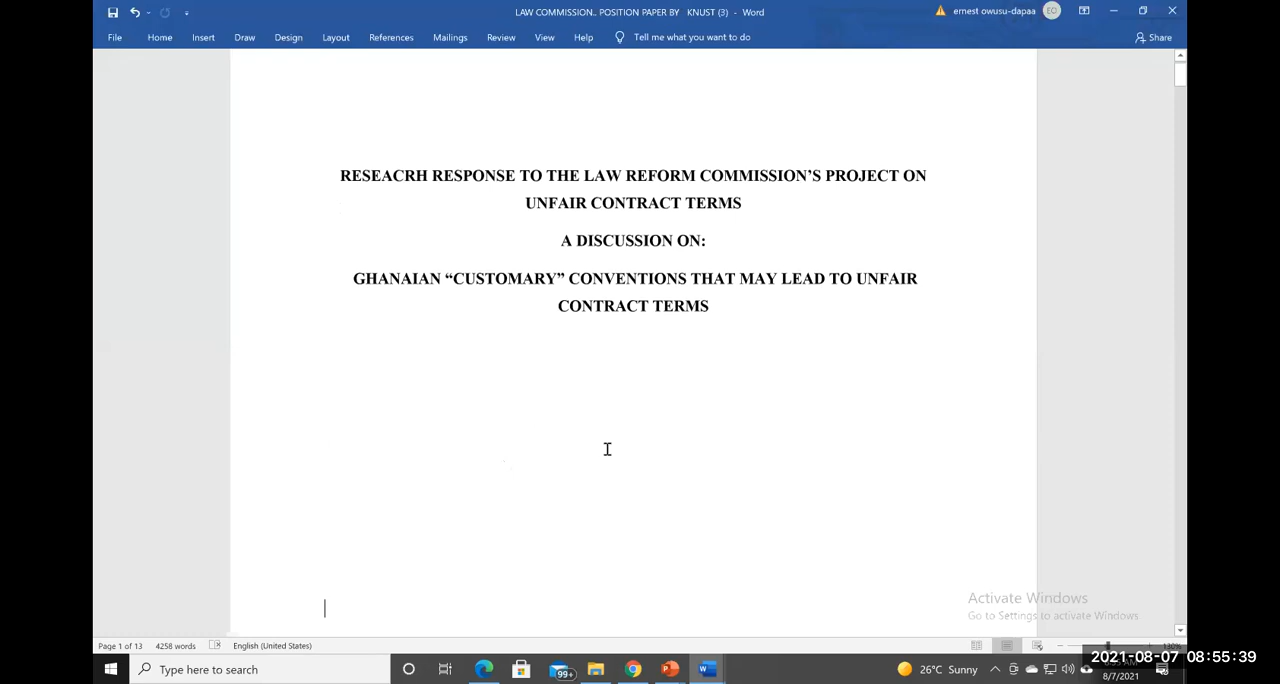 LAW COMMISSION.. POSITION PAPER BY   KNUST (3)  -  Word
ernest owusu-dapaa
EO
File Home Insert Draw Design Layout References Mailings Review View Help Tell me what you want to do
Share
RESEACRH RESPONSE TO THE LAW REFORM COMMISSION’S PROJECT ON
UNFAIR CONTRACT TERMS
A DISCUSSION ON:
GHANAIAN “CUSTOMARY” CONVENTIONS THAT MAY LEAD TO UNFAIR
CONTRACT TERMS
Activate Windows
Go to Settings to activate Windows
Page 1 of 13 4258 words English (United States)
2021-08-07 08:55:39
Type here to search
99+
26°C Sunny
8/7/2021